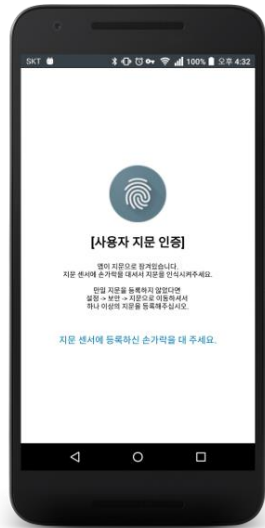 SKT 100% 오후 4:32
[사용자 지문 인증]
앱이 지문으로 잠겨있습니다.
지문 센서에 손가락을 대셔서 지문을 인식시켜주세요.
만일 지문을 등록하지 않았다면
설정 -> 보안 -> 지문으로 이동하셔서
하나 이상의 지문을 등록해주십시오.
지문 센서에 등록하신 손가락을 대 주세요.